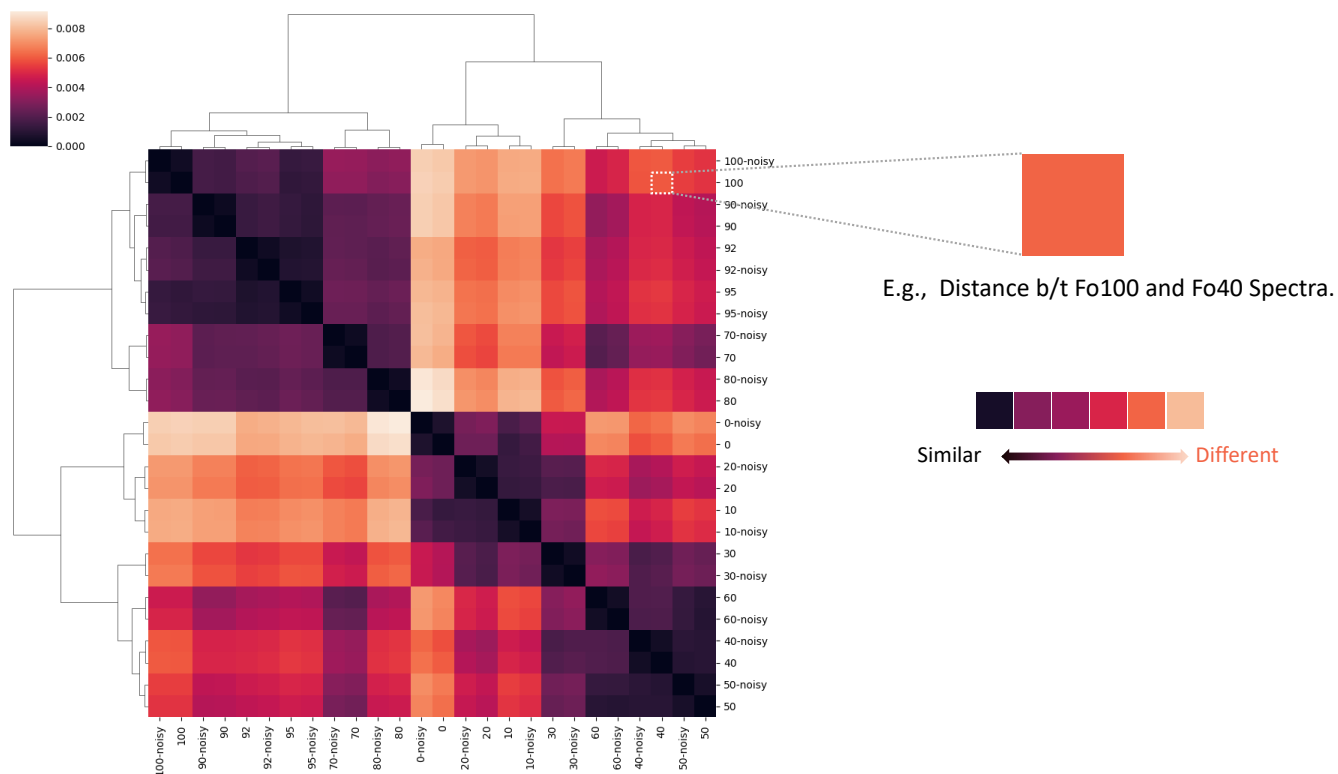 0.008
0.006
0.004
0.002
0.000
100-noisy
100
90-noisy
90
92
92-noisy
95
95-noisy
70-noisy
70
80-noisy
80
0-noisy
0
20-noisy
20
10
10-noisy
30
30-noisy
60
60-noisy
40-noisy
40
50-noisy
50
E.g., Distance b/t Fo100 and Fo40 Spectra.
Similar Different
100-noisy
100
90-noisy
90
92
92-noisy
95
95-noisy
70-noisy
70
80-noisy
80
0-noisy
0
20-noisy
20
10
10-noisy
30
30-noisy
60
60-noisy
40-noisy
40
50-noisy
50